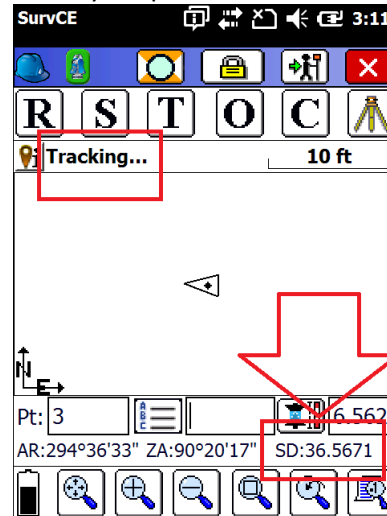 SurvCE 3:11
R S T O C
Tracking... 10 ft
N
E
Pt: 3 A B C 6.562
AR:294°36'33" ZA:90°20'17" SD:36.5671